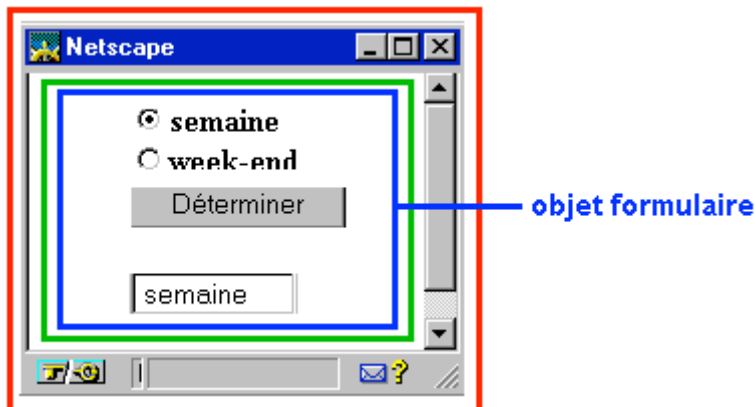 Netscape
semaine
week-end
Déterminer
objet formulaire
semaine